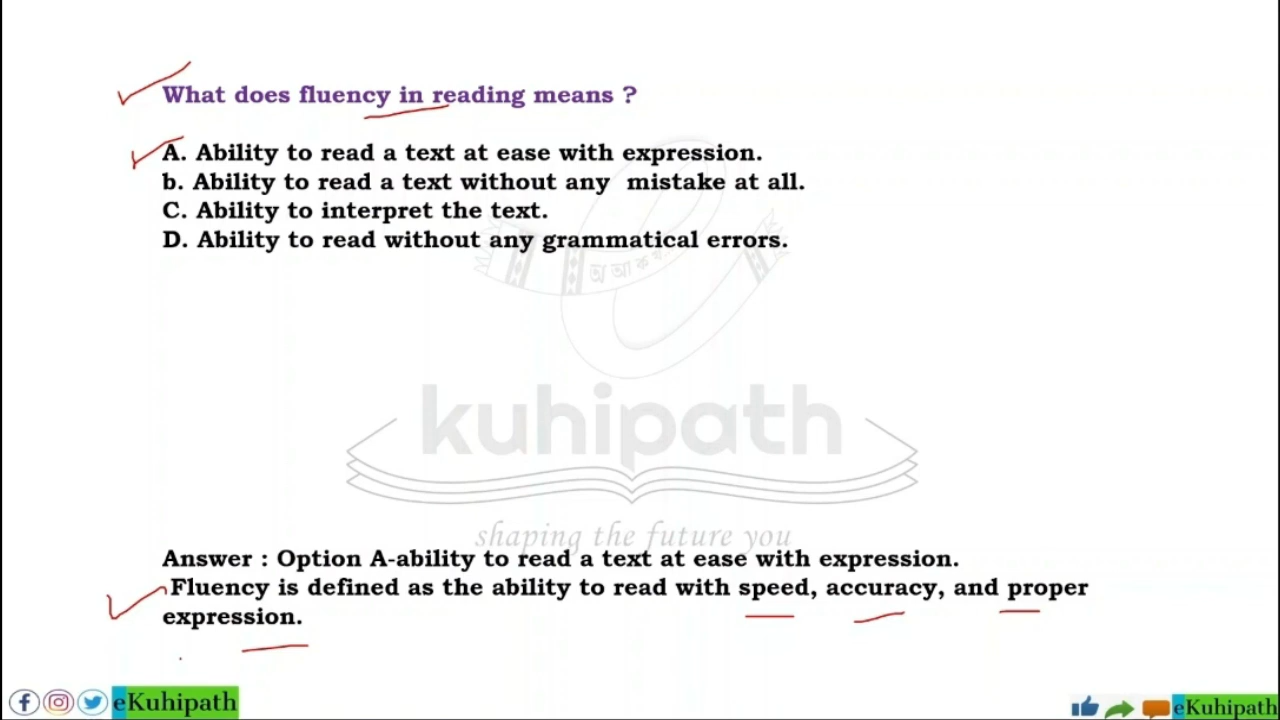 What does fluency in reading means ?
A. Ability to read a text at ease with expression.
b. Ability to read a text without any mistake at all.
C. Ability to interpret the text.
D. Ability to read without any grammatical errors.
অ আ ক খ
kuhipath
shaping the future you
Answer : Option A-ability to read a text at ease with expression.
Fluency is defined as the ability to read with speed, accuracy, and proper
expression.
eKuhipath
eKuhipath